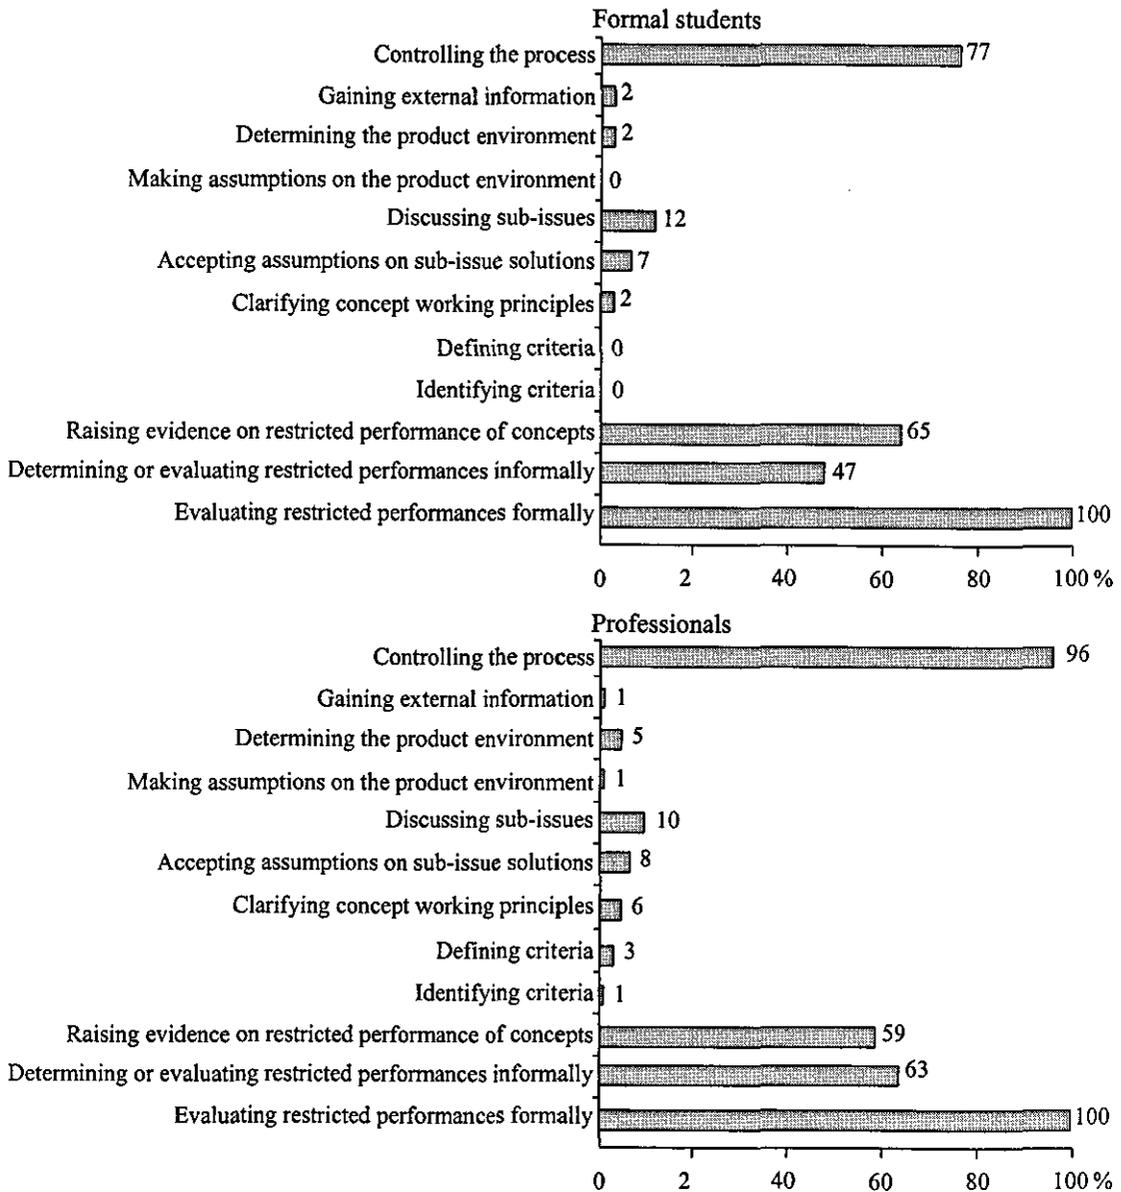 Formal students
Controlling the process 77
Gaining external information 2
Determining the product environment 2
Making assumptions on the product environment 0
Discussing sub-issues 12
Accepting assumptions on sub-issue solutions 7
Clarifying concept working principles 2
Defining criteria 0
Identifying criteria 0
Raising evidence on restricted performance of concepts 65
Determining or evaluating restricted performances informally 47
Evaluating restricted performances formally 100
0 2 40 60 80 100 %
Professionals
Controlling the process 96
Gaining external information 1
Determining the product environment 5
Making assumptions on the product environment 1
Discussing sub-issues 10
Accepting assumptions on sub-issue solutions 8
Clarifying concept working principles 6
Defining criteria 3
Identifying criteria 1
Raising evidence on restricted performance of concepts 59
Determining or evaluating restricted performances informally 63
Evaluating restricted performances formally 100
0 2 40 60 80 100 %